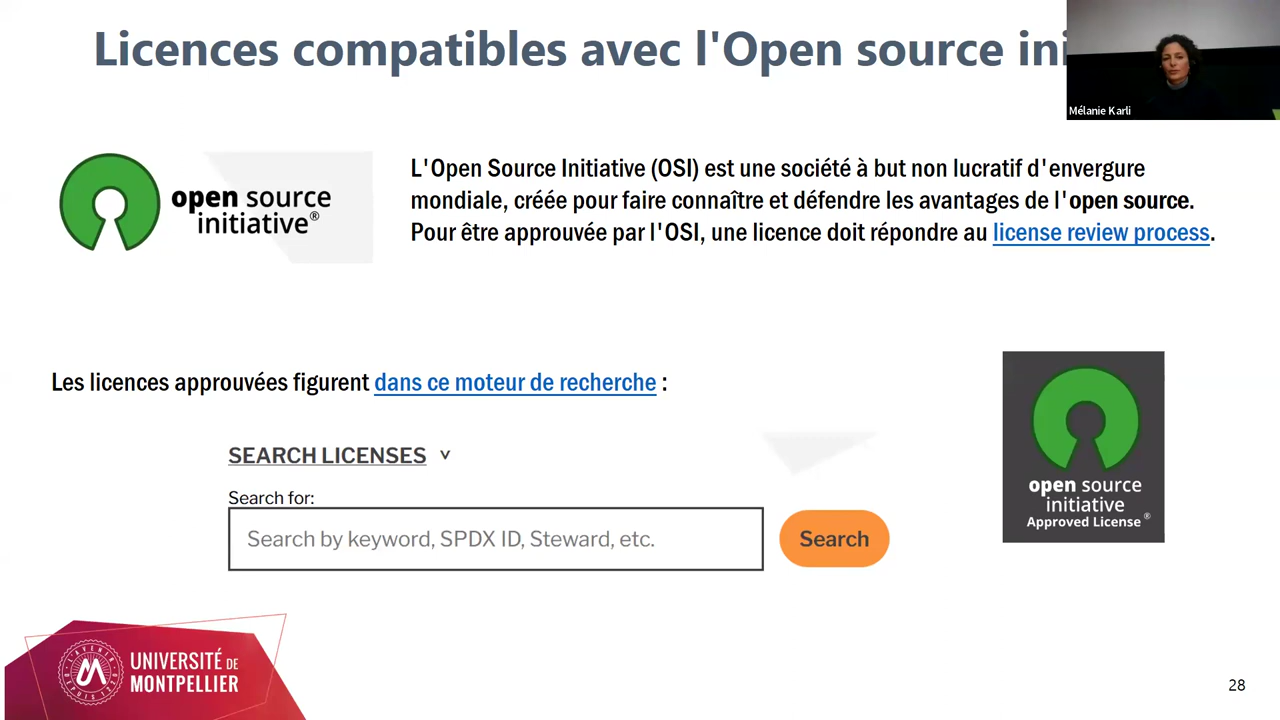 Licences compatibles avec l'Open source ini
Mélanie Karli
open source
initiative®
L'Open Source Initiative (OSI) est une société à but non lucratif d'envergure
mondiale, créée pour faire connaître et défendre les avantages de l'open source.
Pour être approuvée par l'OSI, une licence doit répondre au license review process.
Les licences approuvées figurent dans ce moteur de recherche :
SEARCH LICENSES v
Search for:
Search by keyword, SPDX ID, Steward, etc.
Search
open source
initiative
Approved License®
UNIVERSITÉ DE
MONTPELLIER
28